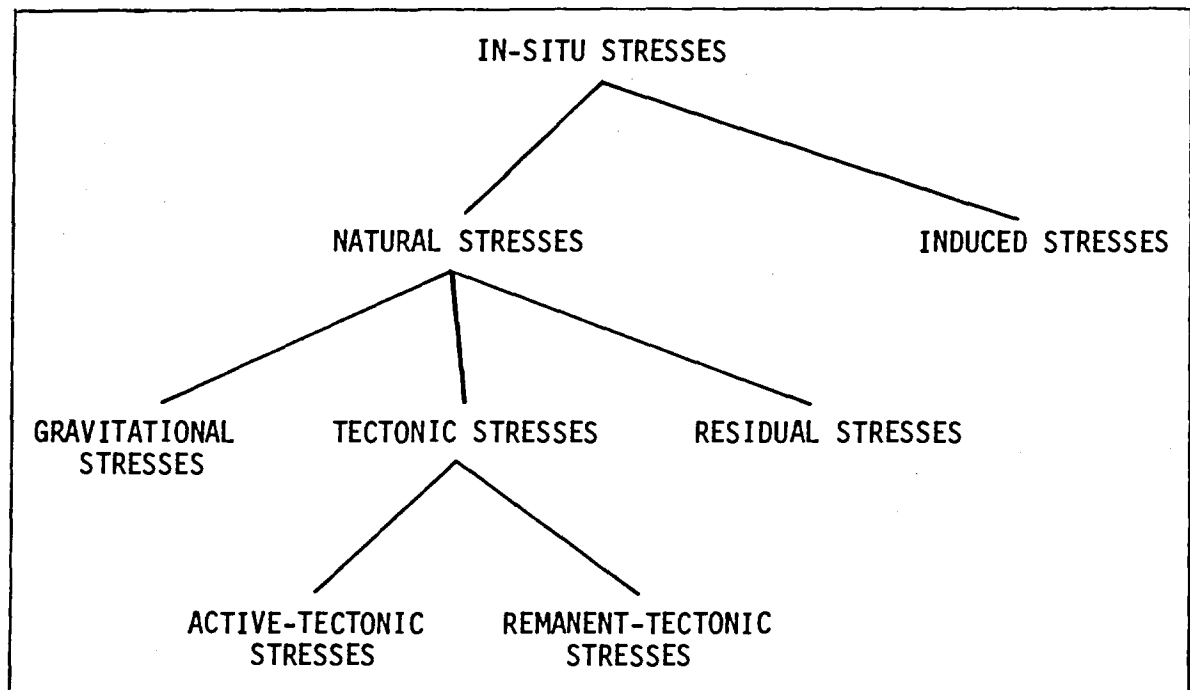 IN-SITU STRESSES
NATURAL STRESSES
INDUCED STRESSES
GRAVITATIONAL
STRESSES
TECTONIC STRESSES
RESIDUAL STRESSES
ACTIVE-TECTONIC
STRESSES
REMANENT-TECTONIC
STRESSES